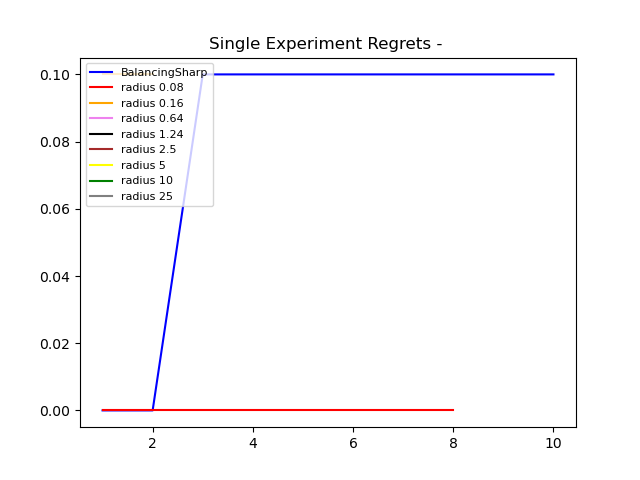 Single Experiment Regrets -
0.10
0.08
0.06
0.04
0.02
0.00
BalancingSharp
radius 0.08
radius 0.16
radius 0.64
radius 1.24
radius 2.5
radius 5
radius 10
radius 25
2 4 6 8 10